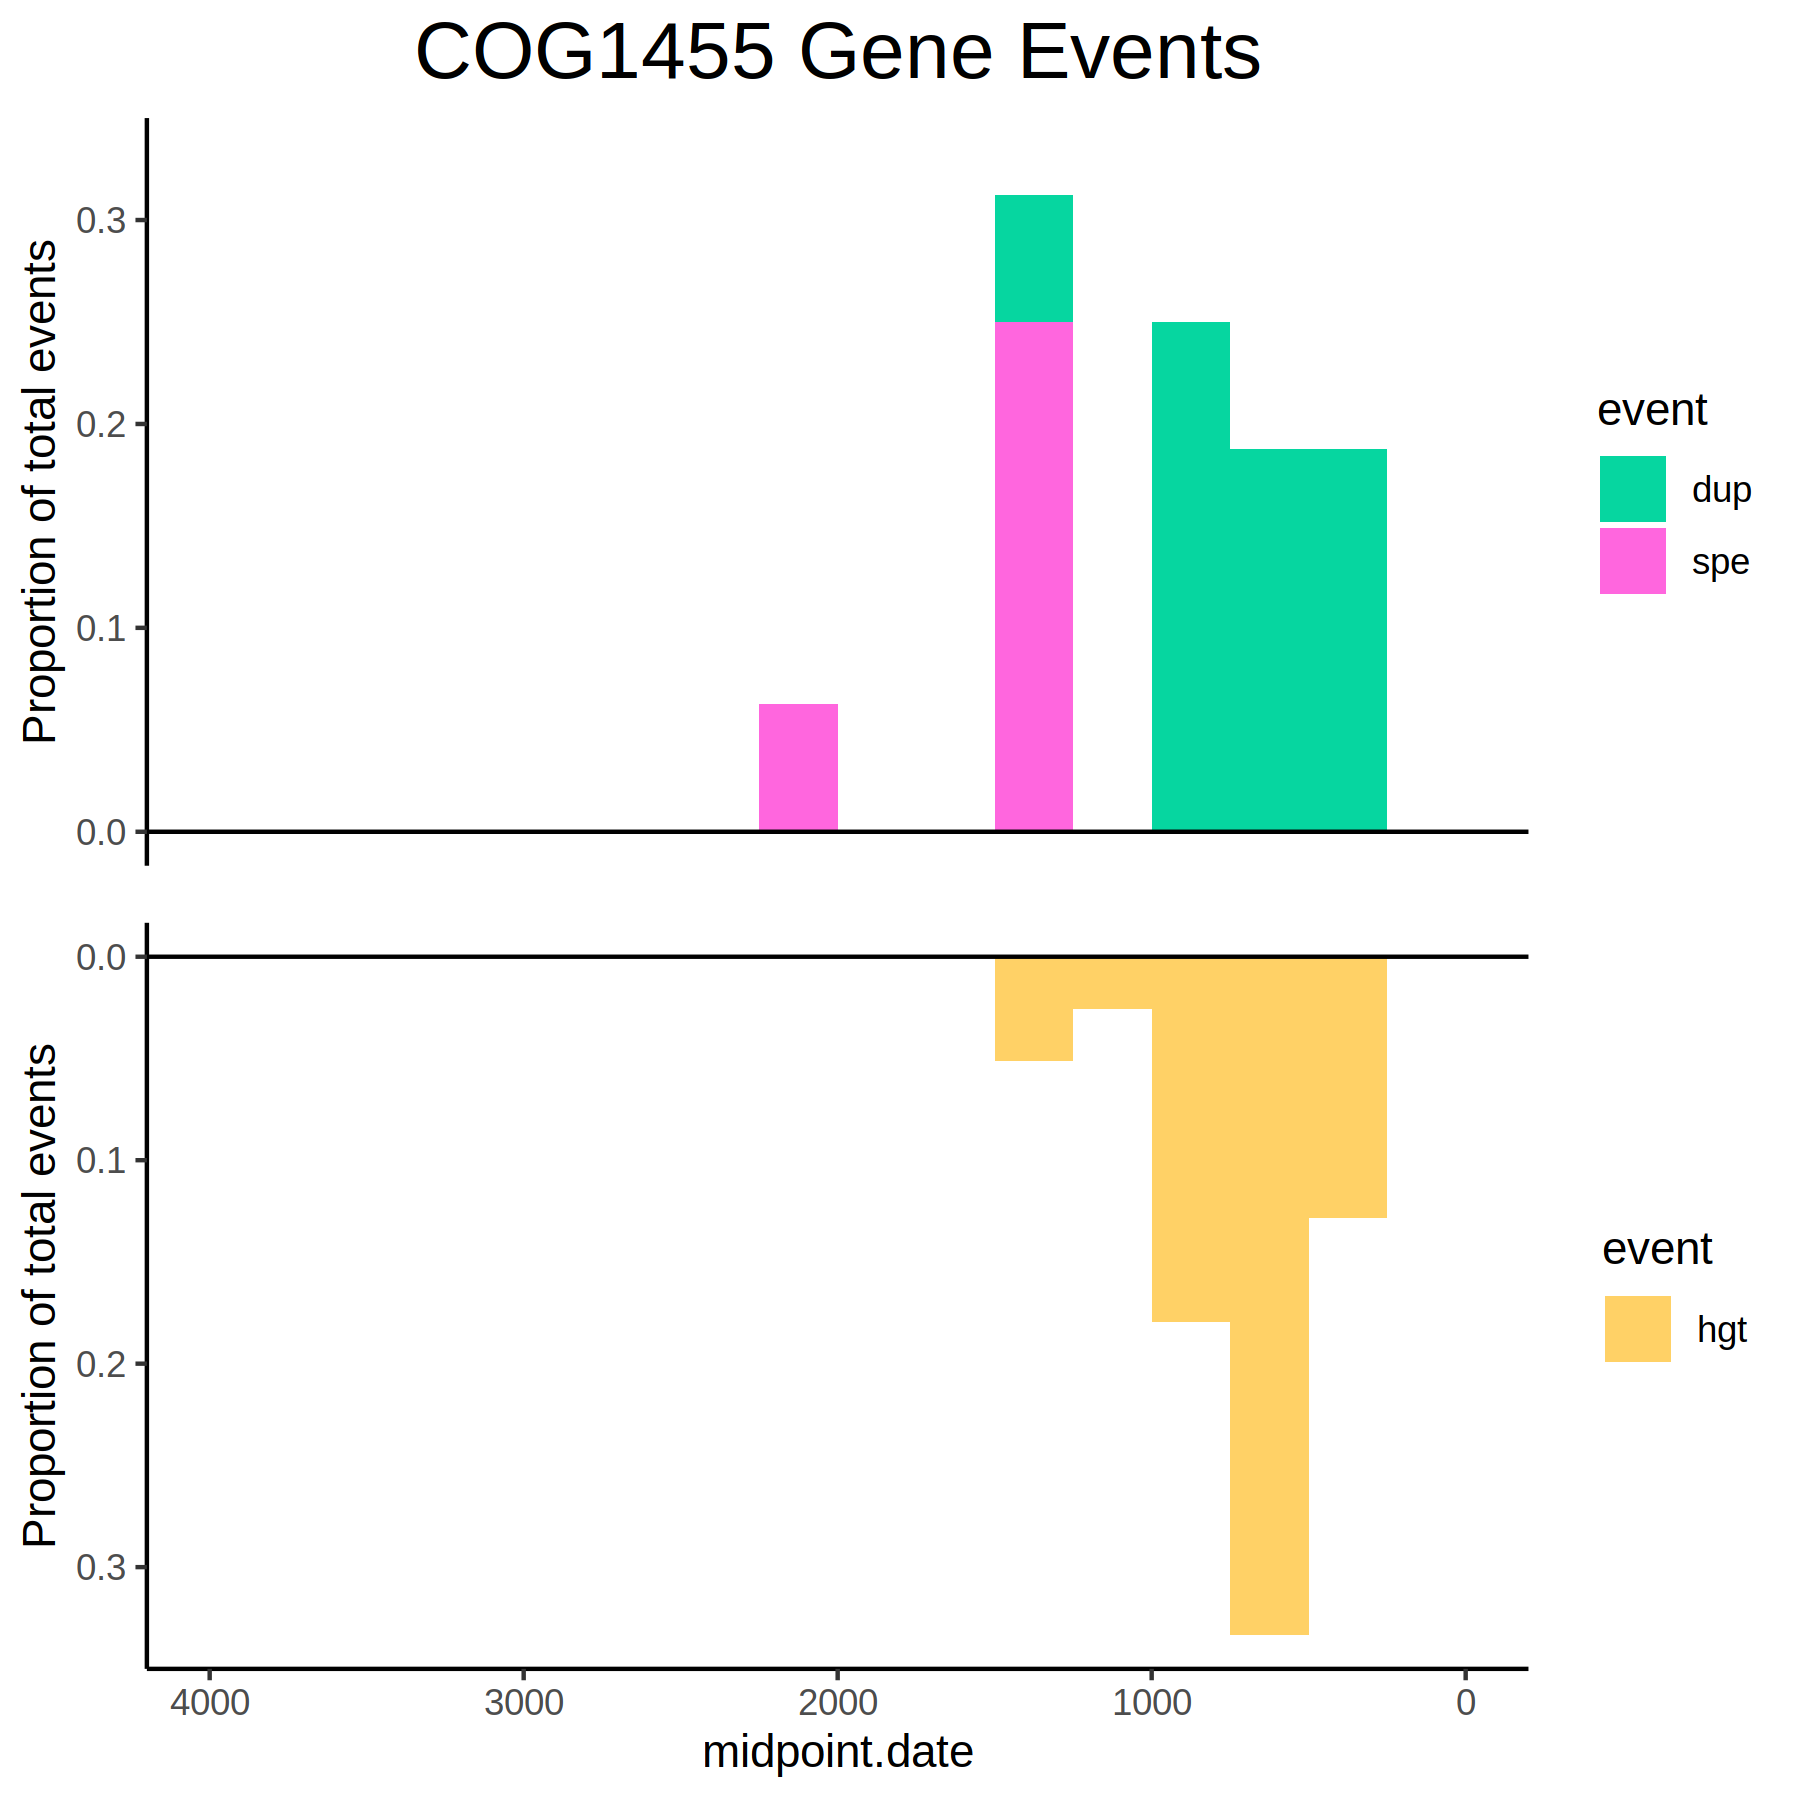 COG1455 Gene Events
Proportion of total events
0.3
0.2
0.1
0.0
event
dup
spe
Proportion of total events
0.0
0.1
0.2
0.3
event
hgt
4000 3000 2000 1000 0
midpoint.date